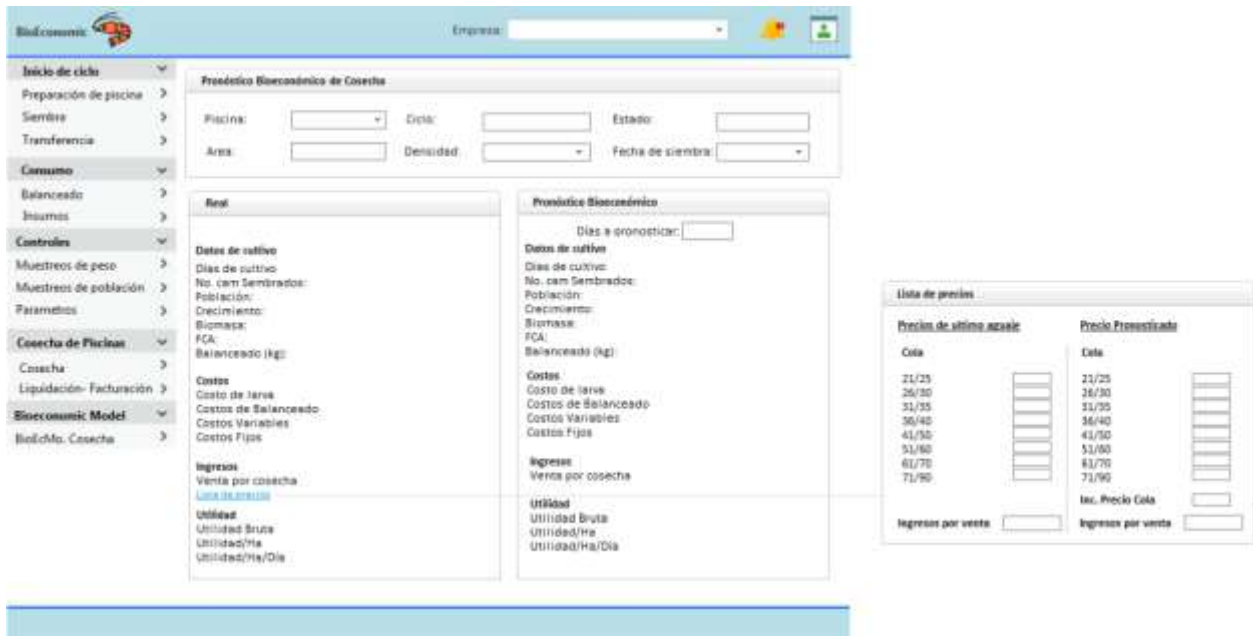 BioEconomic
Empresa:
Inicio de ciclo
Preparación de piscina
Siembra
Transferencia
Consumo
Balanceado
Insumos
Controles
Muestreos de peso
Muestreos de población
Parametros
Cosecha de Piscinas
Cosecha
Liquidación- Facturación
Bioeconomic Model
BioEcMo. Cosecha
Pronóstico Bioeconómico de Cosecha
Piscina:
Ciclo:
Estado:
Area:
Densidad:
Fecha de siembra:
Real
Datos de cultivo
Días de cultivo
No. cam Sembrados:
Población:
Crecimiento:
Biomasa:
FCA:
Balanceado (kg):
Costos
Costo de larva
Costos de Balanceado
Costos Variables
Costos Fijos
Ingresos
Venta por cosecha
Lista de precios
Utilidad
Utilidad Bruta
Utilidad/Ha
Utilidad/Ha/Día
Pronóstico Bioeconómico
Días a pronosticar:
Datos de cultivo
Días de cultivo
No. cam Sembrados:
Población:
Crecimiento:
Biomasa:
FCA:
Balanceado (kg):
Costos
Costo de larva
Costos de Balanceado
Costos Variables
Costos Fijos
Ingresos
Venta por cosecha
Utilidad
Utilidad Bruta
Utilidad/Ha
Utilidad/Ha/Día
Lista de precios
Precios de ultimo aguaje
Cola
21/25
26/30
31/35
36/40
41/50
51/60
61/70
71/90
Ingresos por venta
Precio Pronosticado
Cola
21/25
26/30
31/35
36/40
41/50
51/60
61/70
71/90
Inc. Precio Cola
Ingresos por venta